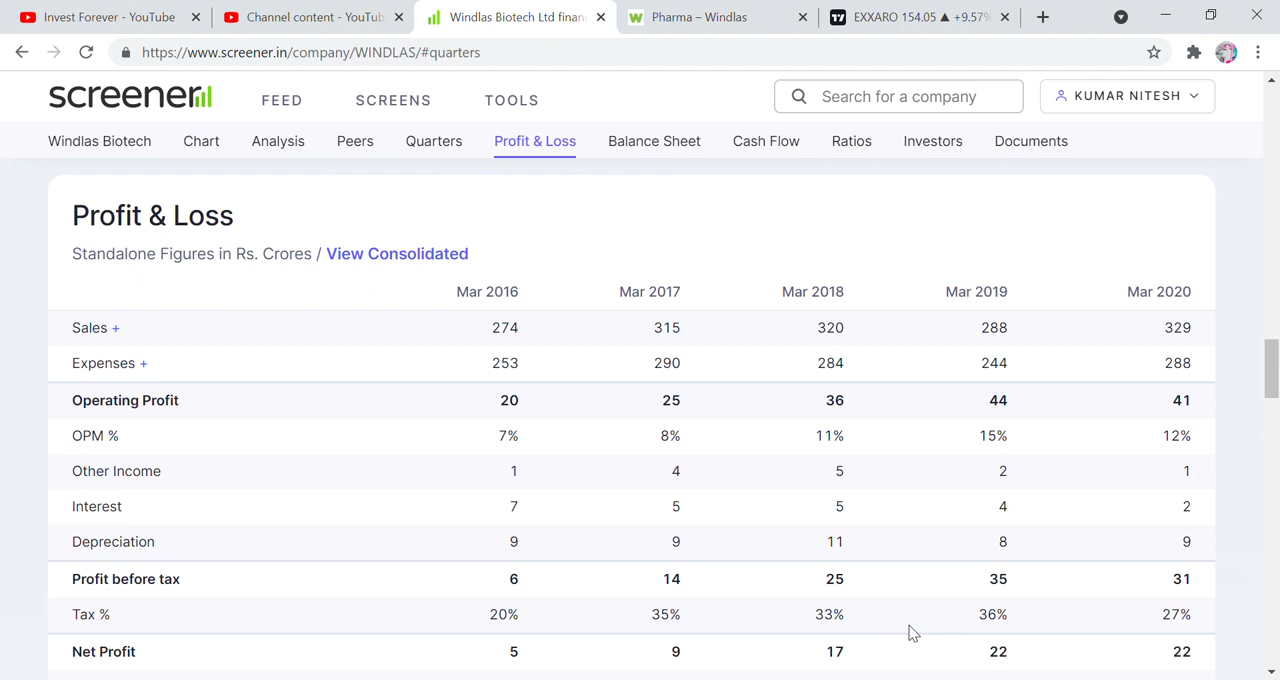 Invest Forever - YouTube
Channel content - YouTub
Windlas Biotech Ltd finan
Pharma – Windlas
EXXARO 154.05 ▲ +9.57%
https://www.screener.in/company/WINDLAS/#quarters
screener
FEED SCREENS TOOLS
Search for a company
KUMAR NITESH
Windlas Biotech Chart Analysis Peers Quarters Profit & Loss Balance Sheet Cash Flow Ratios Investors Documents
Profit & Loss
Standalone Figures in Rs. Crores / View Consolidated
Mar 2016 Mar 2017 Mar 2018 Mar 2019 Mar 2020
Sales + 274 315 320 288 329
Expenses + 253 290 284 244 288
Operating Profit 20 25 36 44 41
OPM % 7% 8% 11% 15% 12%
Other Income 1 4 5 2 1
Interest 7 5 5 4 2
Depreciation 9 9 11 8 9
Profit before tax 6 14 25 35 31
Tax % 20% 35% 33% 36% 27%
Net Profit 5 9 17 22 22